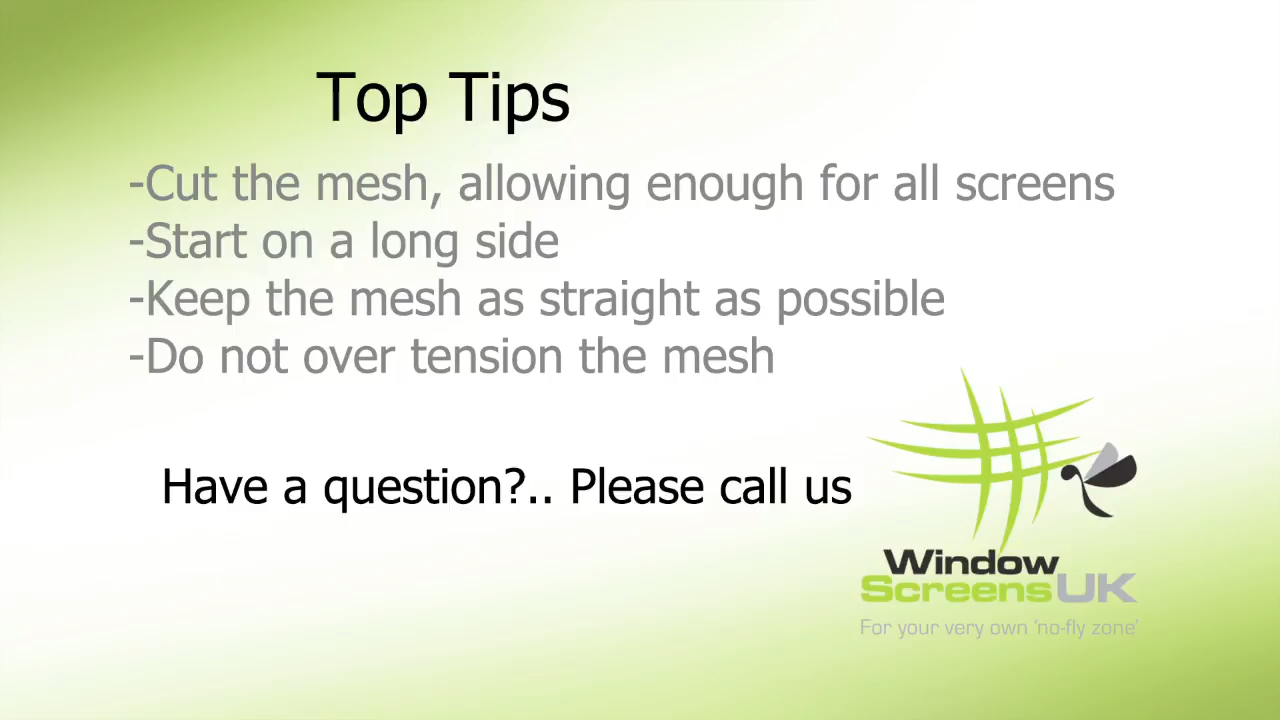 Top Tips
-Cut the mesh, allowing enough for all screens
-Start on a long side
-Keep the mesh as straight as possible
-Do not over tension the mesh
Have a question?.. Please call us
Window
ScreensUK
For your very own 'no-fly zone'